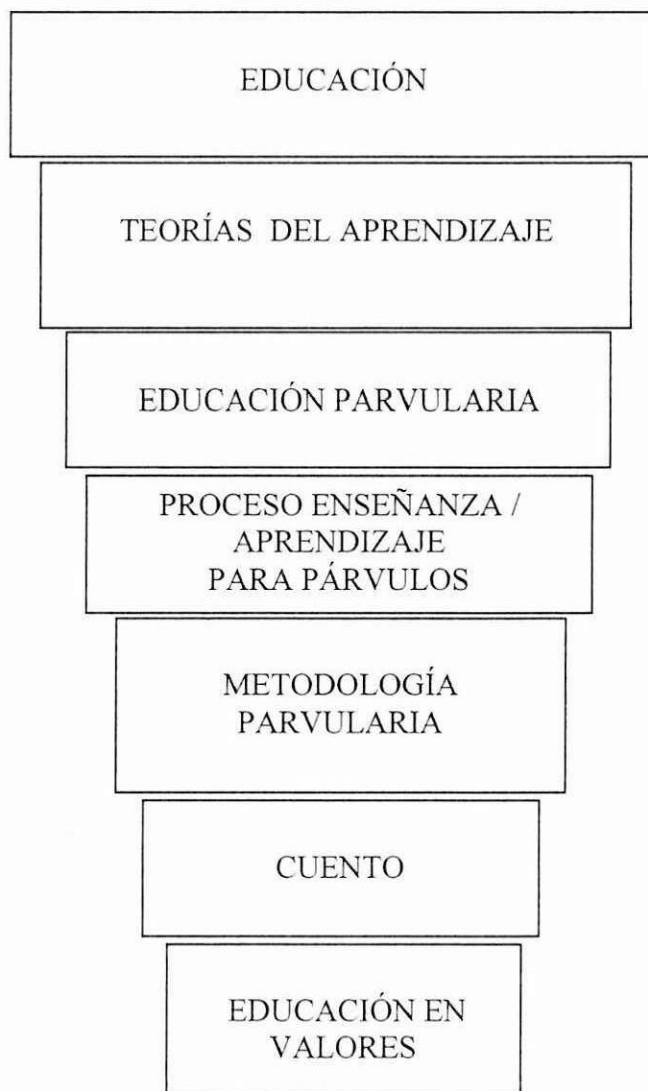 EDUCACIÓN
TEORÍAS DEL APRENDIZAJE
EDUCACIÓN PARVULARIA
PROCESO ENSEÑANZA /
APRENDIZAJE
PARA PÁRVULOS
METODOLOGÍA
PARVULARIA
CUENTO
EDUCACIÓN EN
VALORES